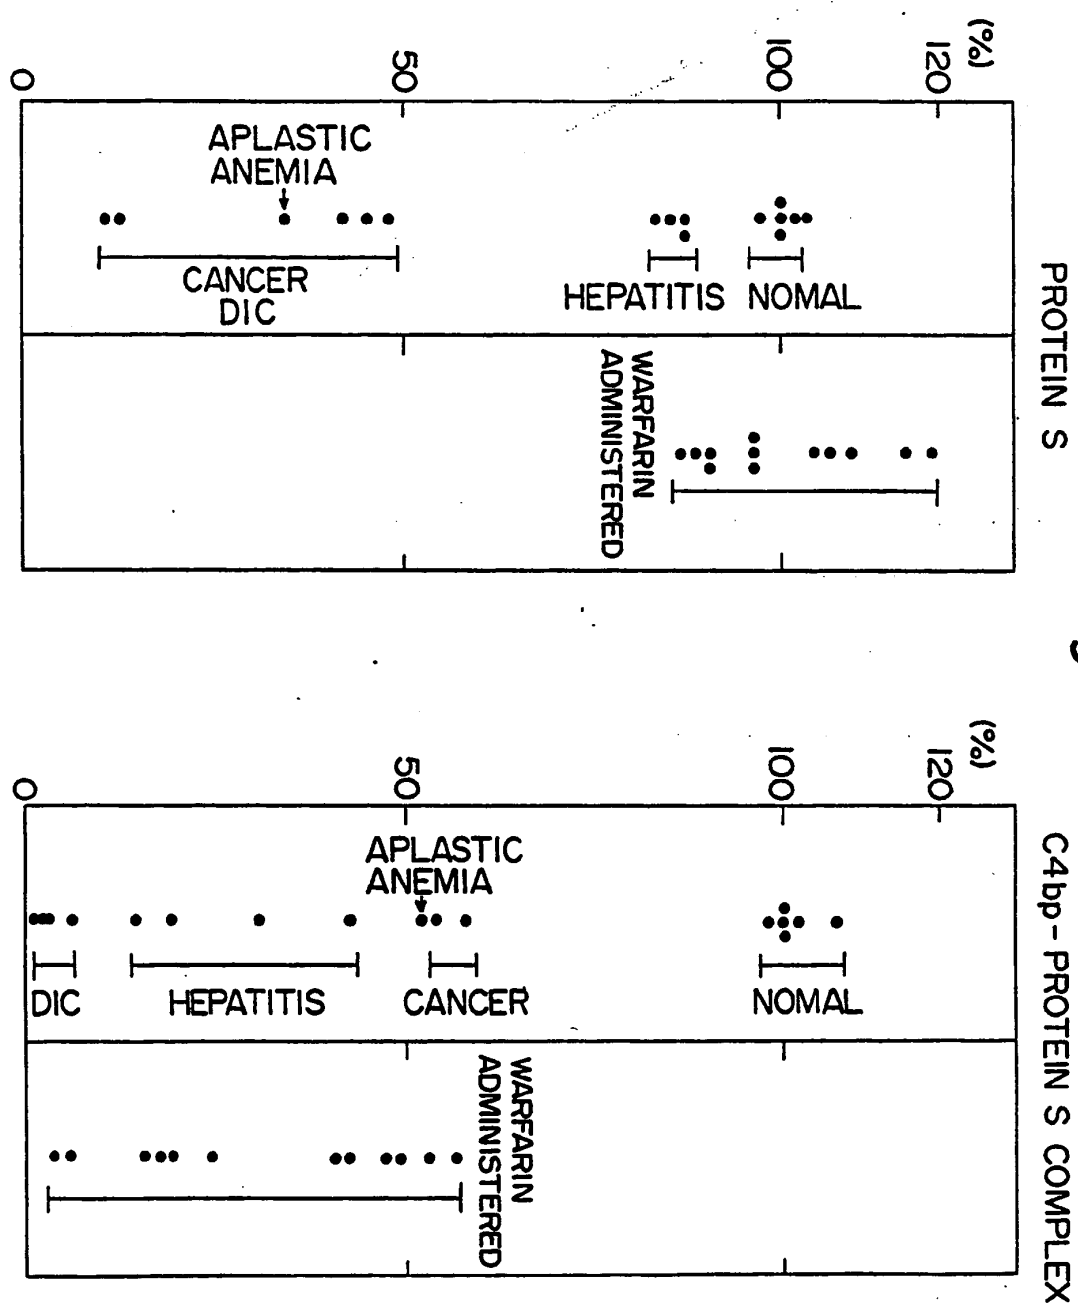 PROTEIN S
(%)
120
100
50
0
APLASTIC
ANEMIA
CANCER
DIC
HEPATITIS
NOMAL
WARFARIN
ADMINISTERED
C4bp-PROTEIN S COMPLEX
(%)
120
100
50
0
APLASTIC
ANEMIA
DIC
HEPATITIS
CANCER
NOMAL
WARFARIN
ADMINISTERED